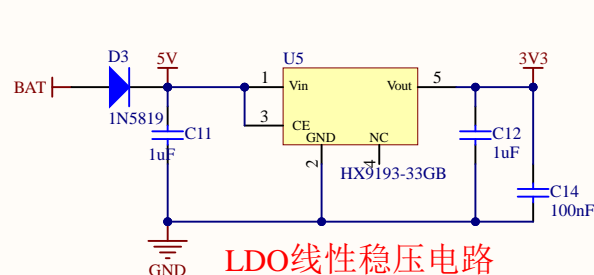 D3
5V
U5
3V3
BAT
1
Vin
Vout
5
1N5819
3
CE
C11
1uF
GND
NC
2
4
C12
1uF
HX9193-33GB
C14
100nF
GND
LDO线性稳压电路